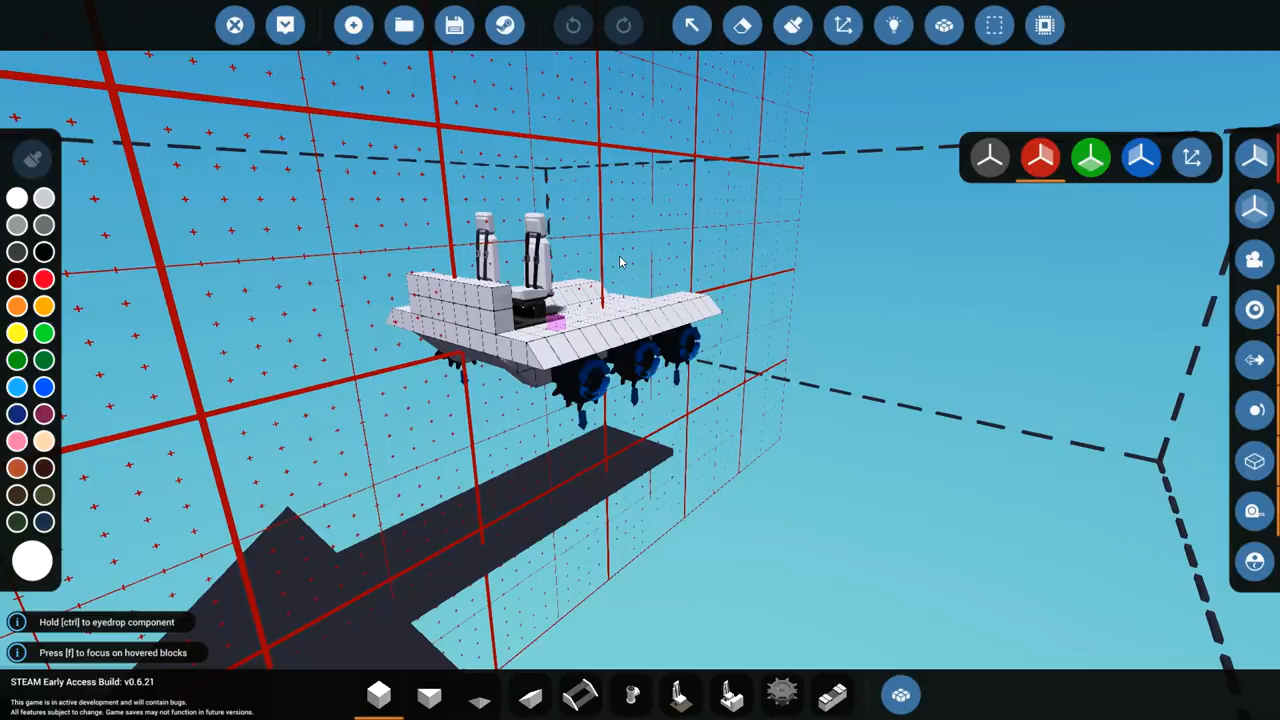 Hold [ctrl] to eyedrop component
Press [f] to focus on hovered blocks
STEAM Early Access Build: v0.6.21
This game is in active development and will contain bugs.
All features subject to change. Game saves may not function in future versions.